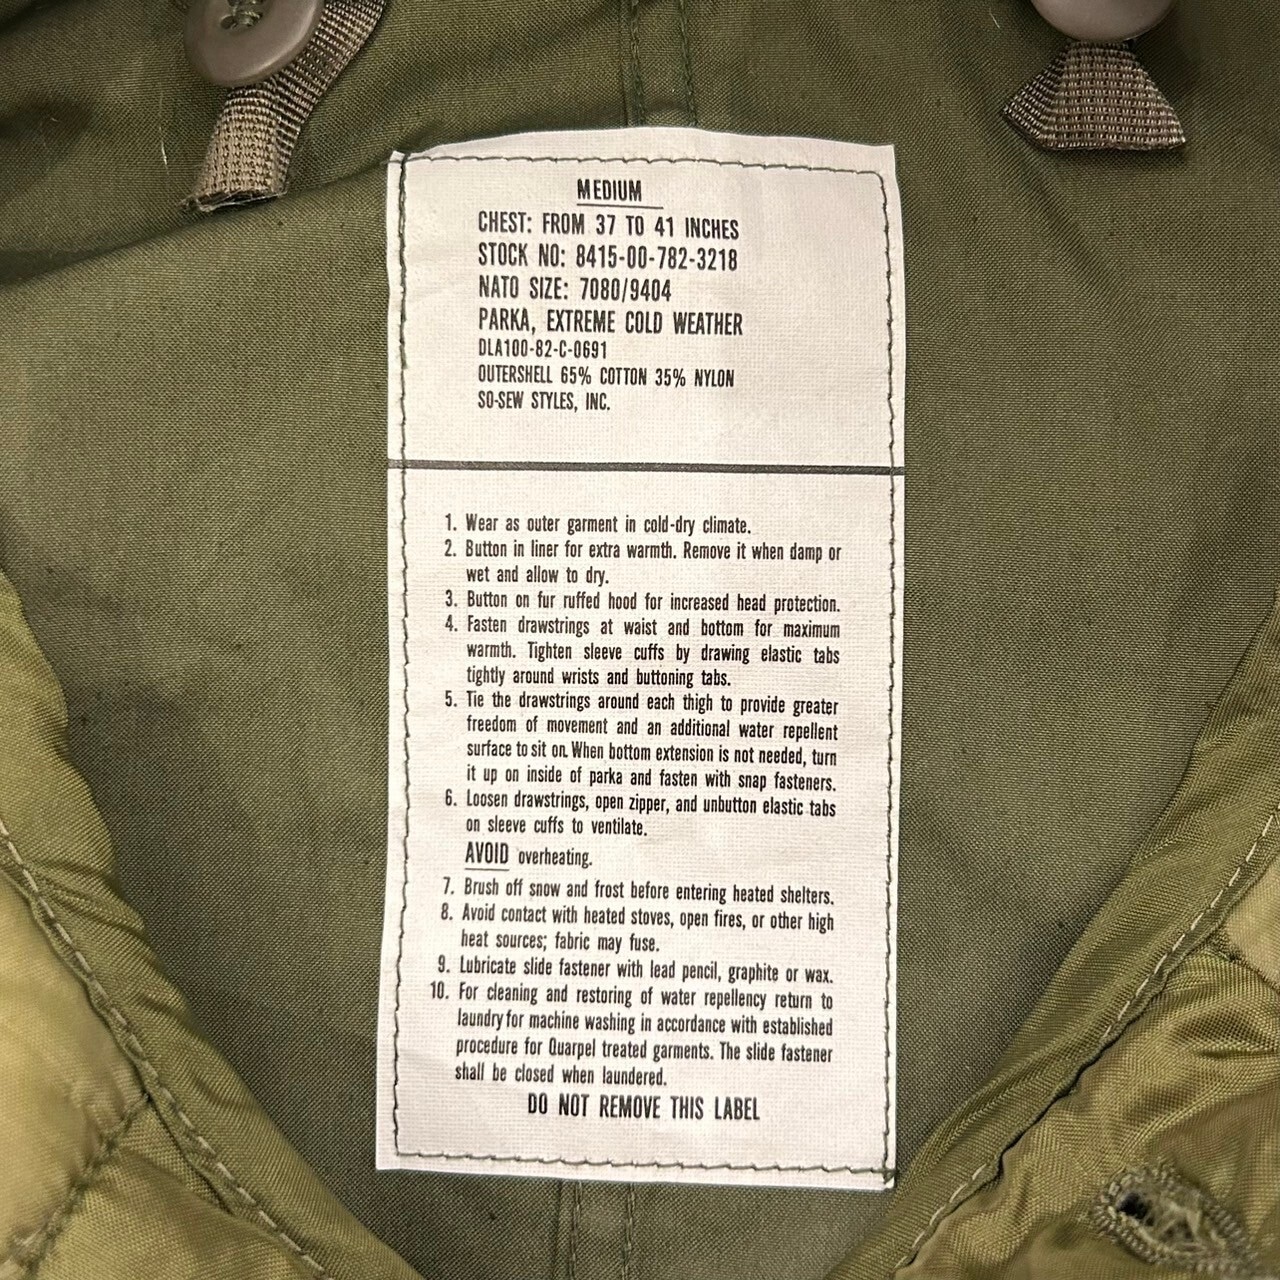 MEDIUM
CHEST: FROM 37 TO 41 INCHES
STOCK NO: 8415-00-782-3218
NATO SIZE: 7080/9404
PARKA, EXTREME COLD WEATHER
DLA100-82-C-0691
OUTERSHELL 65% COTTON 35% NYLON
SO-SEW STYLES, INC.
1. Wear as outer garment in cold-dry climate.
2. Button in liner for extra warmth. Remove it when damp or
wet and allow to dry.
3. Button on fur ruffed hood for increased head protection.
4. Fasten drawstrings at waist and bottom for maximum
warmth. Tighten sleeve cuffs by drawing elastic tabs
tightly around wrists and buttoning tabs.
5. Tie the drawstrings around each thigh to provide greater
freedom of movement and an additional water repellent
surface to sit on. When bottom extension is not needed, turn
it up on inside of parka and fasten with snap fasteners.
6. Loosen drawstrings, open zipper, and unbutton elastic tabs
on sleeve cuffs to ventilate.
AVOID overheating.
7. Brush off snow and frost before entering heated shelters.
8. Avoid contact with heated stoves, open fires, or other high
heat sources; fabric may fuse.
9. Lubricate slide fastener with lead pencil, graphite or wax.
10. For cleaning and restoring of water repellency return to
laundry for machine washing in accordance with established
procedure for Quarpel treated garments. The slide fastener
shall be closed when laundered.
DO NOT REMOVE THIS LABEL